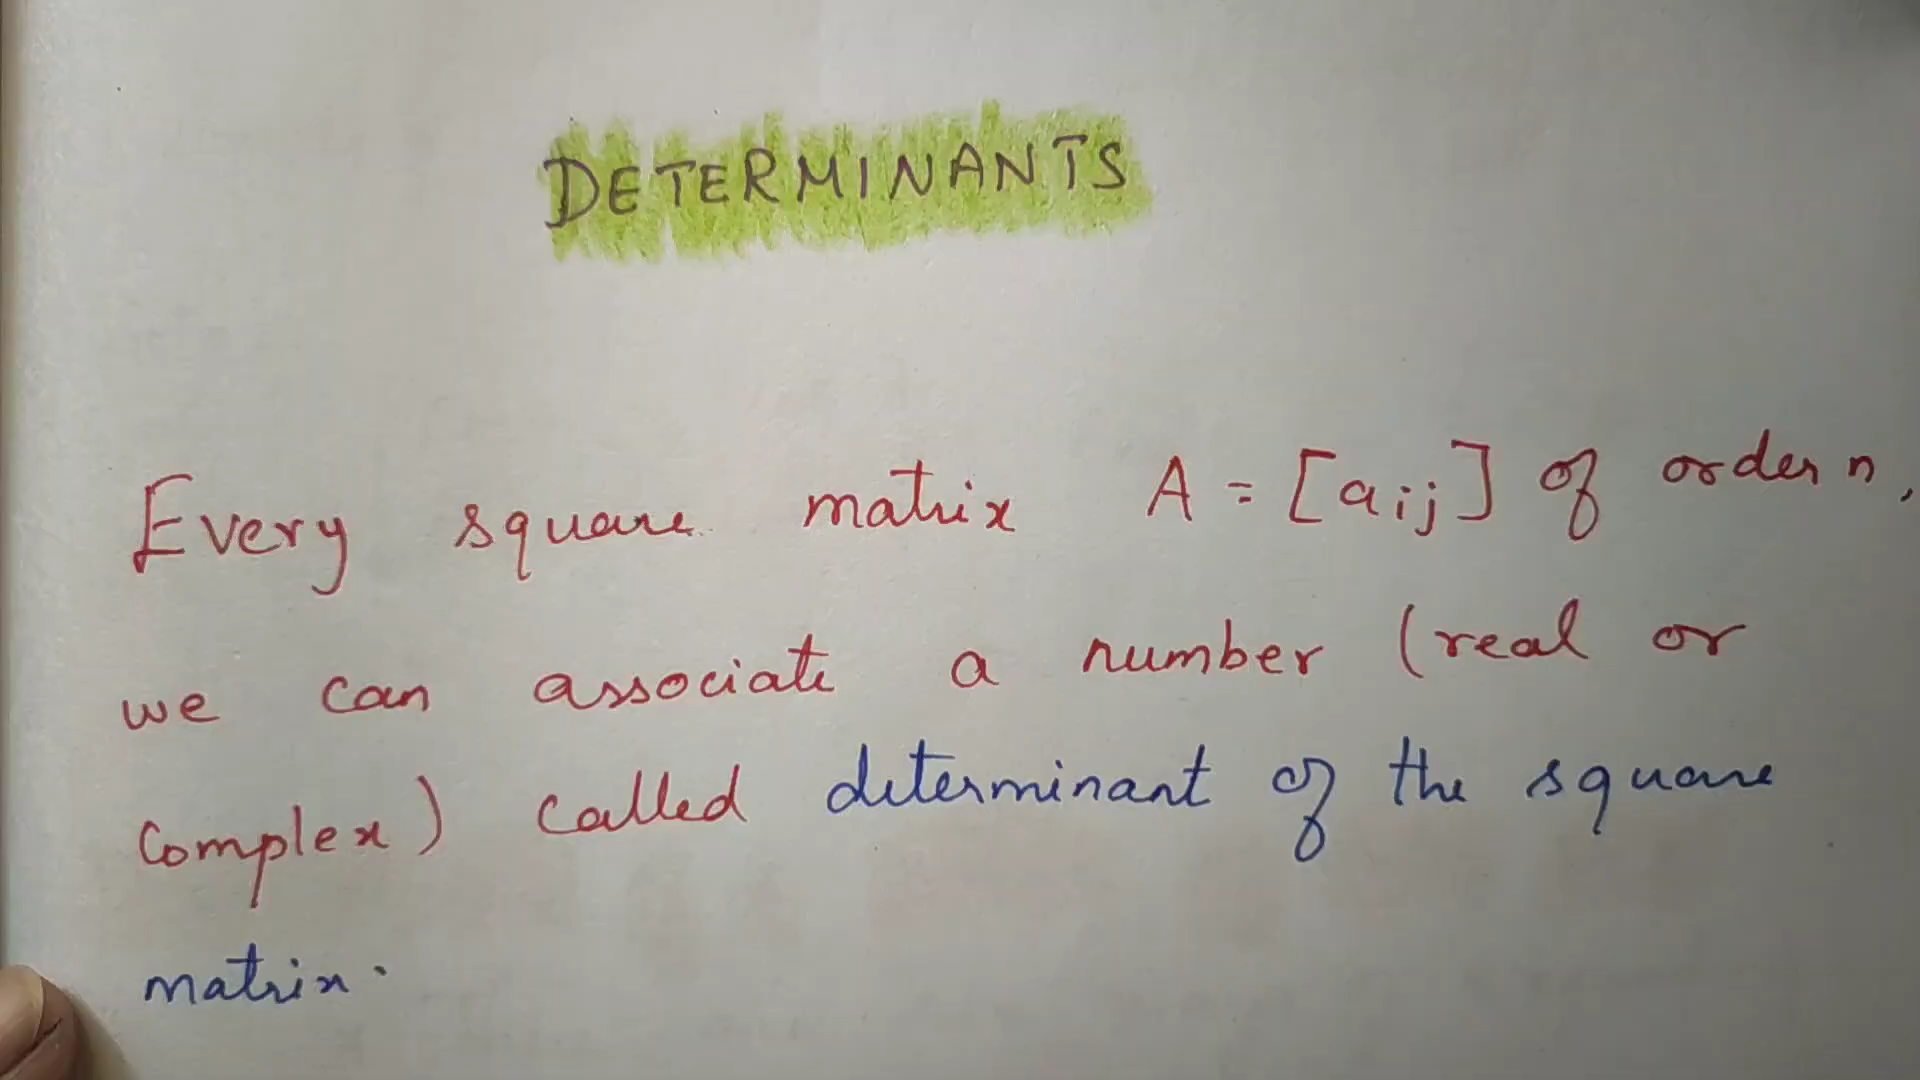 DETERMINANTS
Every square matrix A = [aij] of order n,
we can associate a number (real or
complex) called determinant of the square
matrix.